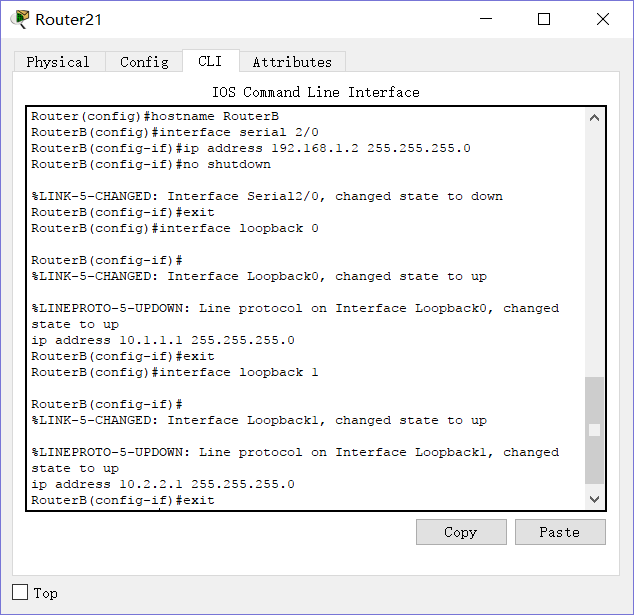 Router21
Physical Config CLI Attributes
IOS Command Line Interface
Router(config)#hostname RouterB
RouterB(config)#interface serial 2/0
RouterB(config-if)#ip address 192.168.1.2 255.255.255.0
RouterB(config-if)#no shutdown
%LINK-5-CHANGED: Interface Serial2/0, changed state to down
RouterB(config-if)#exit
RouterB(config)#interface loopback 0
RouterB(config-if)#
%LINK-5-CHANGED: Interface Loopback0, changed state to up
%LINEPROTO-5-UPDOWN: Line protocol on Interface Loopback0, changed
state to up
ip address 10.1.1.1 255.255.255.0
RouterB(config-if)#exit
RouterB(config)#interface loopback 1
RouterB(config-if)#
%LINK-5-CHANGED: Interface Loopback1, changed state to up
%LINEPROTO-5-UPDOWN: Line protocol on Interface Loopback1, changed
state to up
ip address 10.2.2.1 255.255.255.0
RouterB(config-if)#exit
Copy Paste
Top